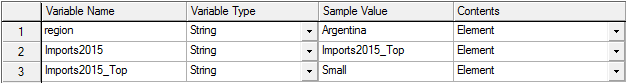 Variable Name Variable Type Sample Value Contents
1 region String Argentina Element
2 Imports2015 String Imports2015_Top Element
3 Imports2015_Top String Small Element